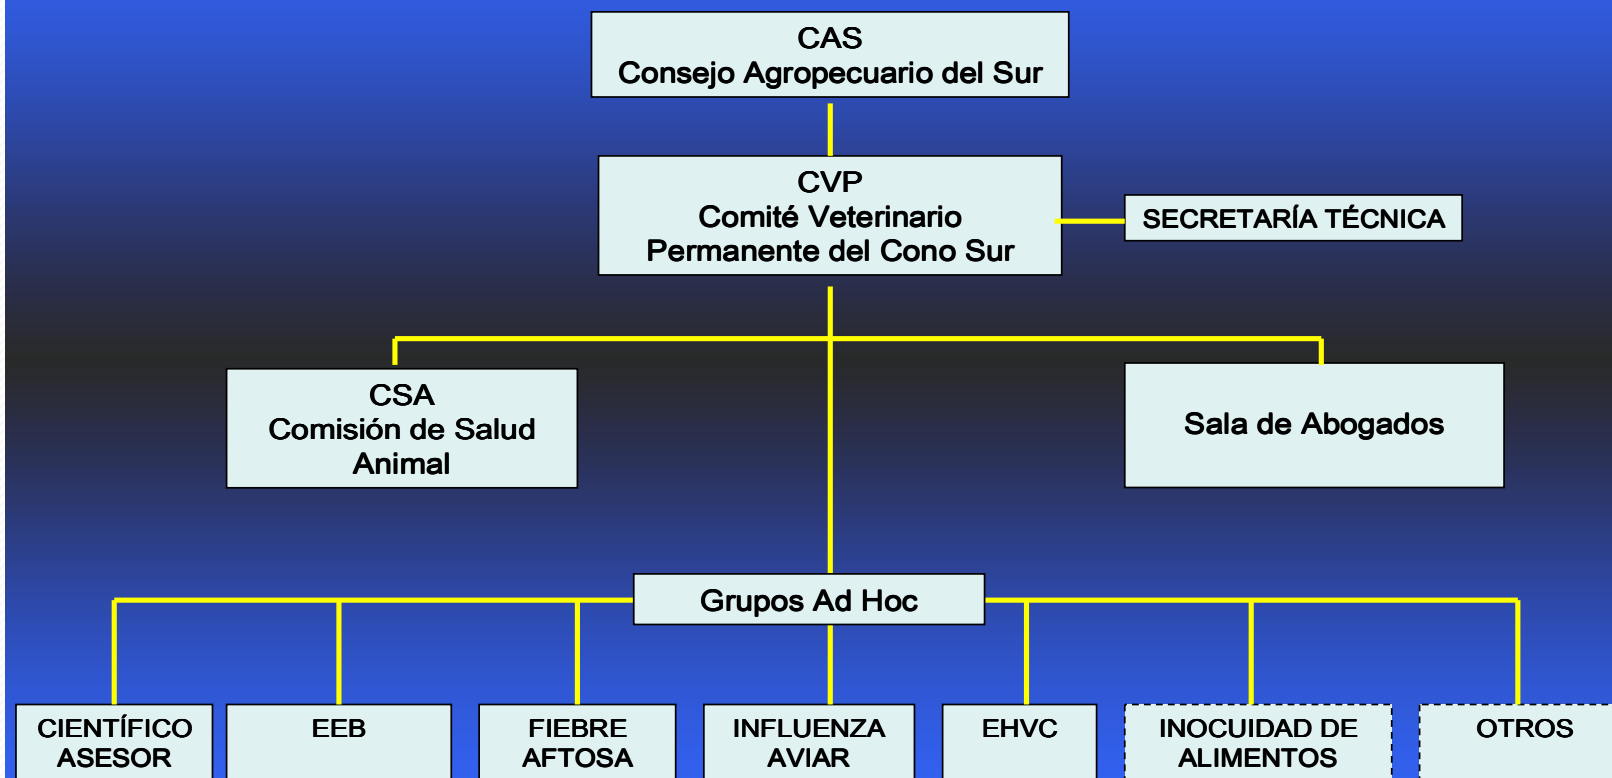 CAS
Consejo Agropecuario del Sur
CVP
Comité Veterinario
Permanente del Cono Sur
SECRETARÍA TÉCNICA
CSA
Comisión de Salud
Animal
Sala de Abogados
Grupos Ad Hoc
CIENTÍFICO
ASESOR
EEB
FIEBRE
AFTOSA
INFLUENZA
AVIAR
EHVC
INOCUIDAD DE
ALIMENTOS
OTROS